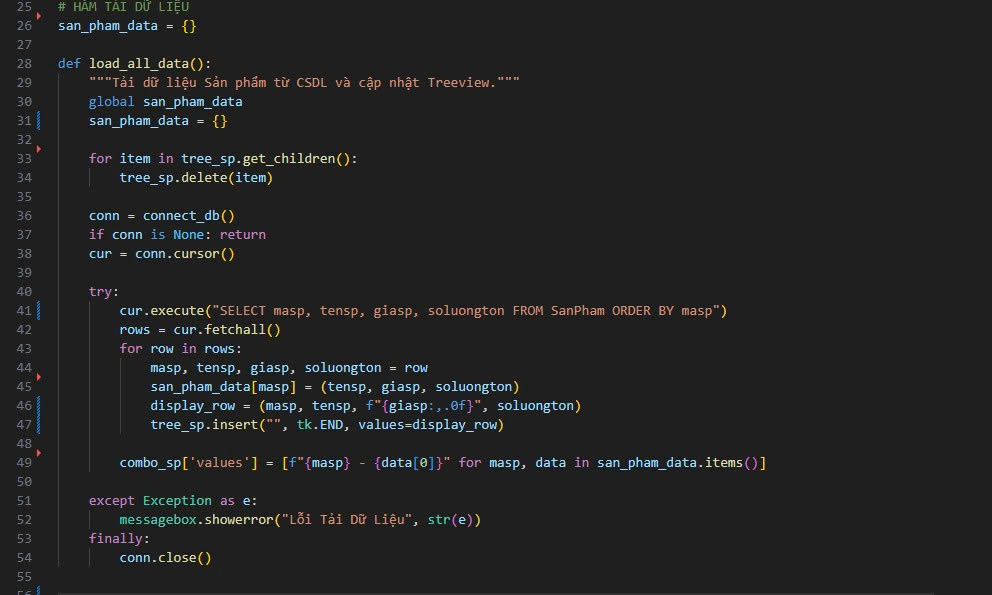 25 # HÀM TẢI DỮ LIỆU
26 san_pham_data = {}
27
28 def load_all_data():
29     """Tải dữ liệu Sản phẩm từ CSDL và cập nhật Treeview."""
30     global san_pham_data
31     san_pham_data = {}
32
33     for item in tree_sp.get_children():
34         tree_sp.delete(item)
35
36     conn = connect_db()
37     if conn is None: return
38     cur = conn.cursor()
39
40     try:
41         cur.execute("SELECT masp, tensp, giasp, soluongton FROM SanPham ORDER BY masp")
42         rows = cur.fetchall()
43         for row in rows:
44             masp, tensp, giasp, soluongton = row
45             san_pham_data[masp] = (tensp, giasp, soluongton)
46             display_row = (masp, tensp, f"{giasp:,.0f}", soluongton)
47             tree_sp.insert("", tk.END, values=display_row)
48
49         combo_sp['values'] = [f"{masp} - {data[0]}" for masp, data in san_pham_data.items()]
50
51     except Exception as e:
52         messagebox.showerror("Lỗi Tải Dữ Liệu", str(e))
53     finally:
54         conn.close()
55
56